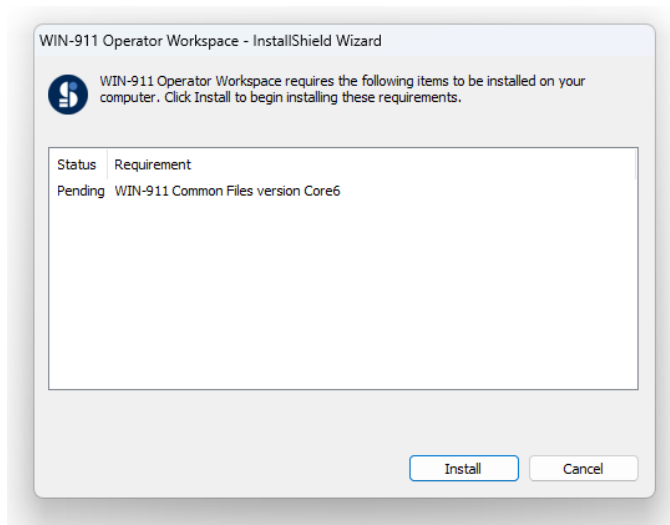 WIN-911 Operator Workspace - InstallShield Wizard
WIN-911 Operator Workspace requires the following items to be installed on your
computer. Click Install to begin installing these requirements.
Status Requirement
Pending WIN-911 Common Files version Core6
Install Cancel